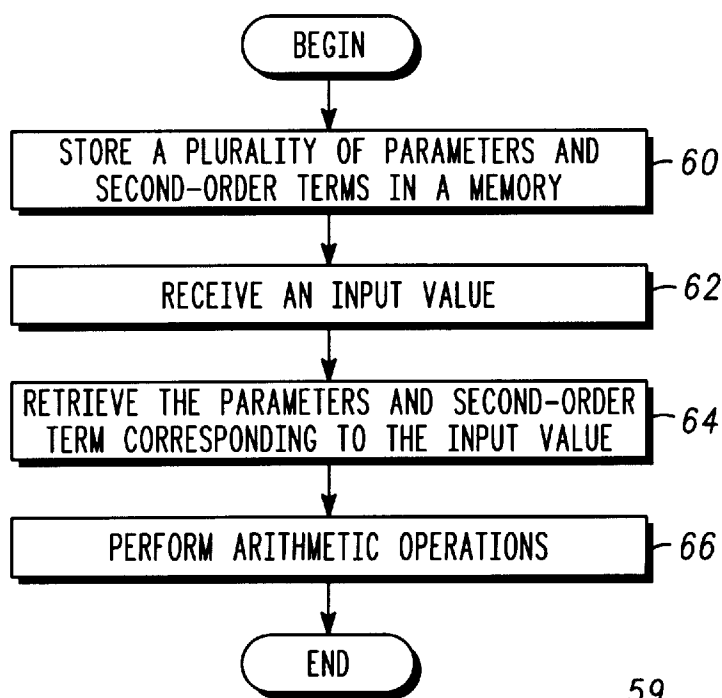 BEGIN
STORE A PLURALITY OF PARAMETERS AND
SECOND-ORDER TERMS IN A MEMORY
60
RECEIVE AN INPUT VALUE
62
RETRIEVE THE PARAMETERS AND SECOND-ORDER
TERM CORRESPONDING TO THE INPUT VALUE
64
PERFORM ARITHMETIC OPERATIONS
66
END
59